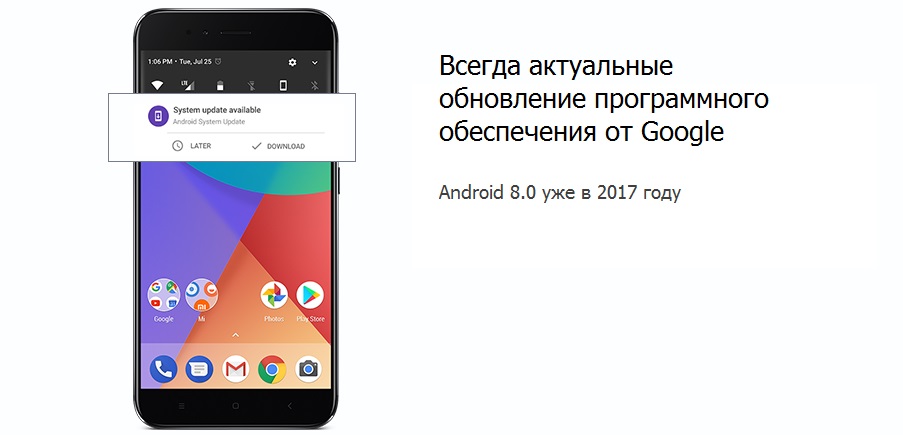 1:06 PM • Tue, Jul 25
LTE
System update available
Android System Update
LATER
DOWNLOAD
Google
Mi
Photos
Play Store
Всегда актуальные
обновление программного
обеспечения от Google
Android 8.0 уже в 2017 году